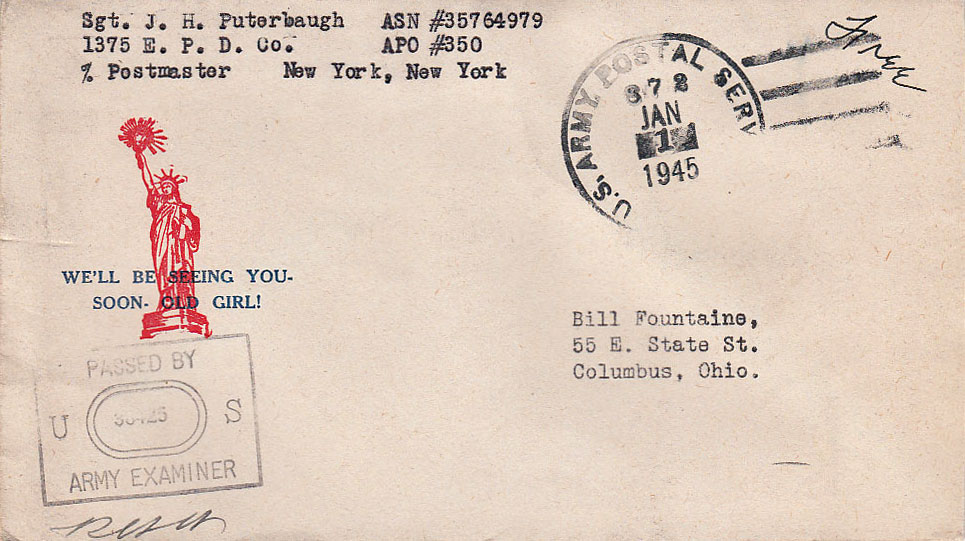 Sgt. J. H. Puterbaugh ASN #35764979
1375 E. P. D. Co. APO #350
% Postmaster New York, New York
Free
U.S. ARMY POSTAL SERV
372
JAN
1
1945
WE'LL BE SEEING YOU-
SOON- OLD GIRL!
Bill Fountaine,
55 E. State St.
Columbus, Ohio.
PASSED BY
U S
ARMY EXAMINER